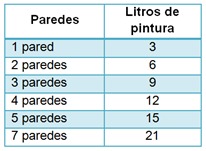 Paredes Litros de pintura
1 pared 3
2 paredes 6
3 paredes 9
4 paredes 12
5 paredes 15
7 paredes 21